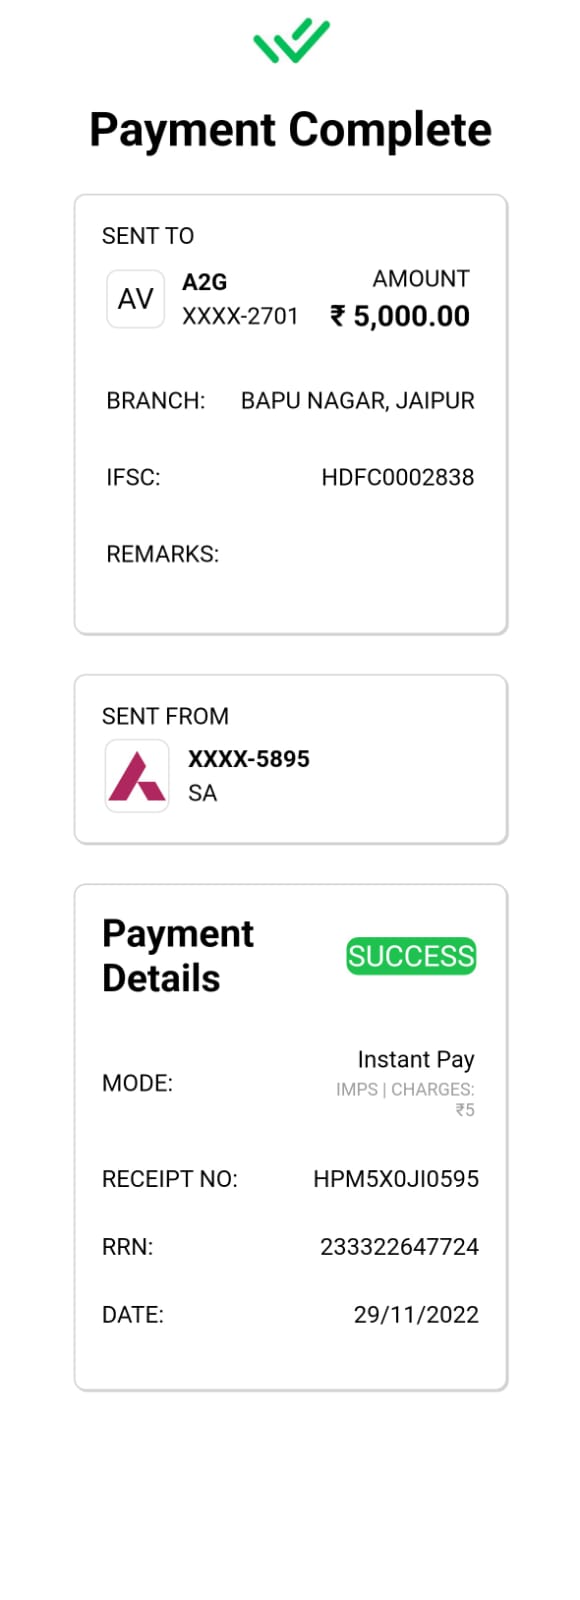 Payment Complete
SENT TO
AV
A2G
XXXX-2701
AMOUNT
₹ 5,000.00
BRANCH: BAPU NAGAR, JAIPUR
IFSC: HDFC0002838
REMARKS:
SENT FROM
XXXX-5895
SA
Payment
Details
SUCCESS
MODE:
Instant Pay
IMPS | CHARGES:
₹5
RECEIPT NO: HPM5X0JI0595
RRN: 233322647724
DATE: 29/11/2022